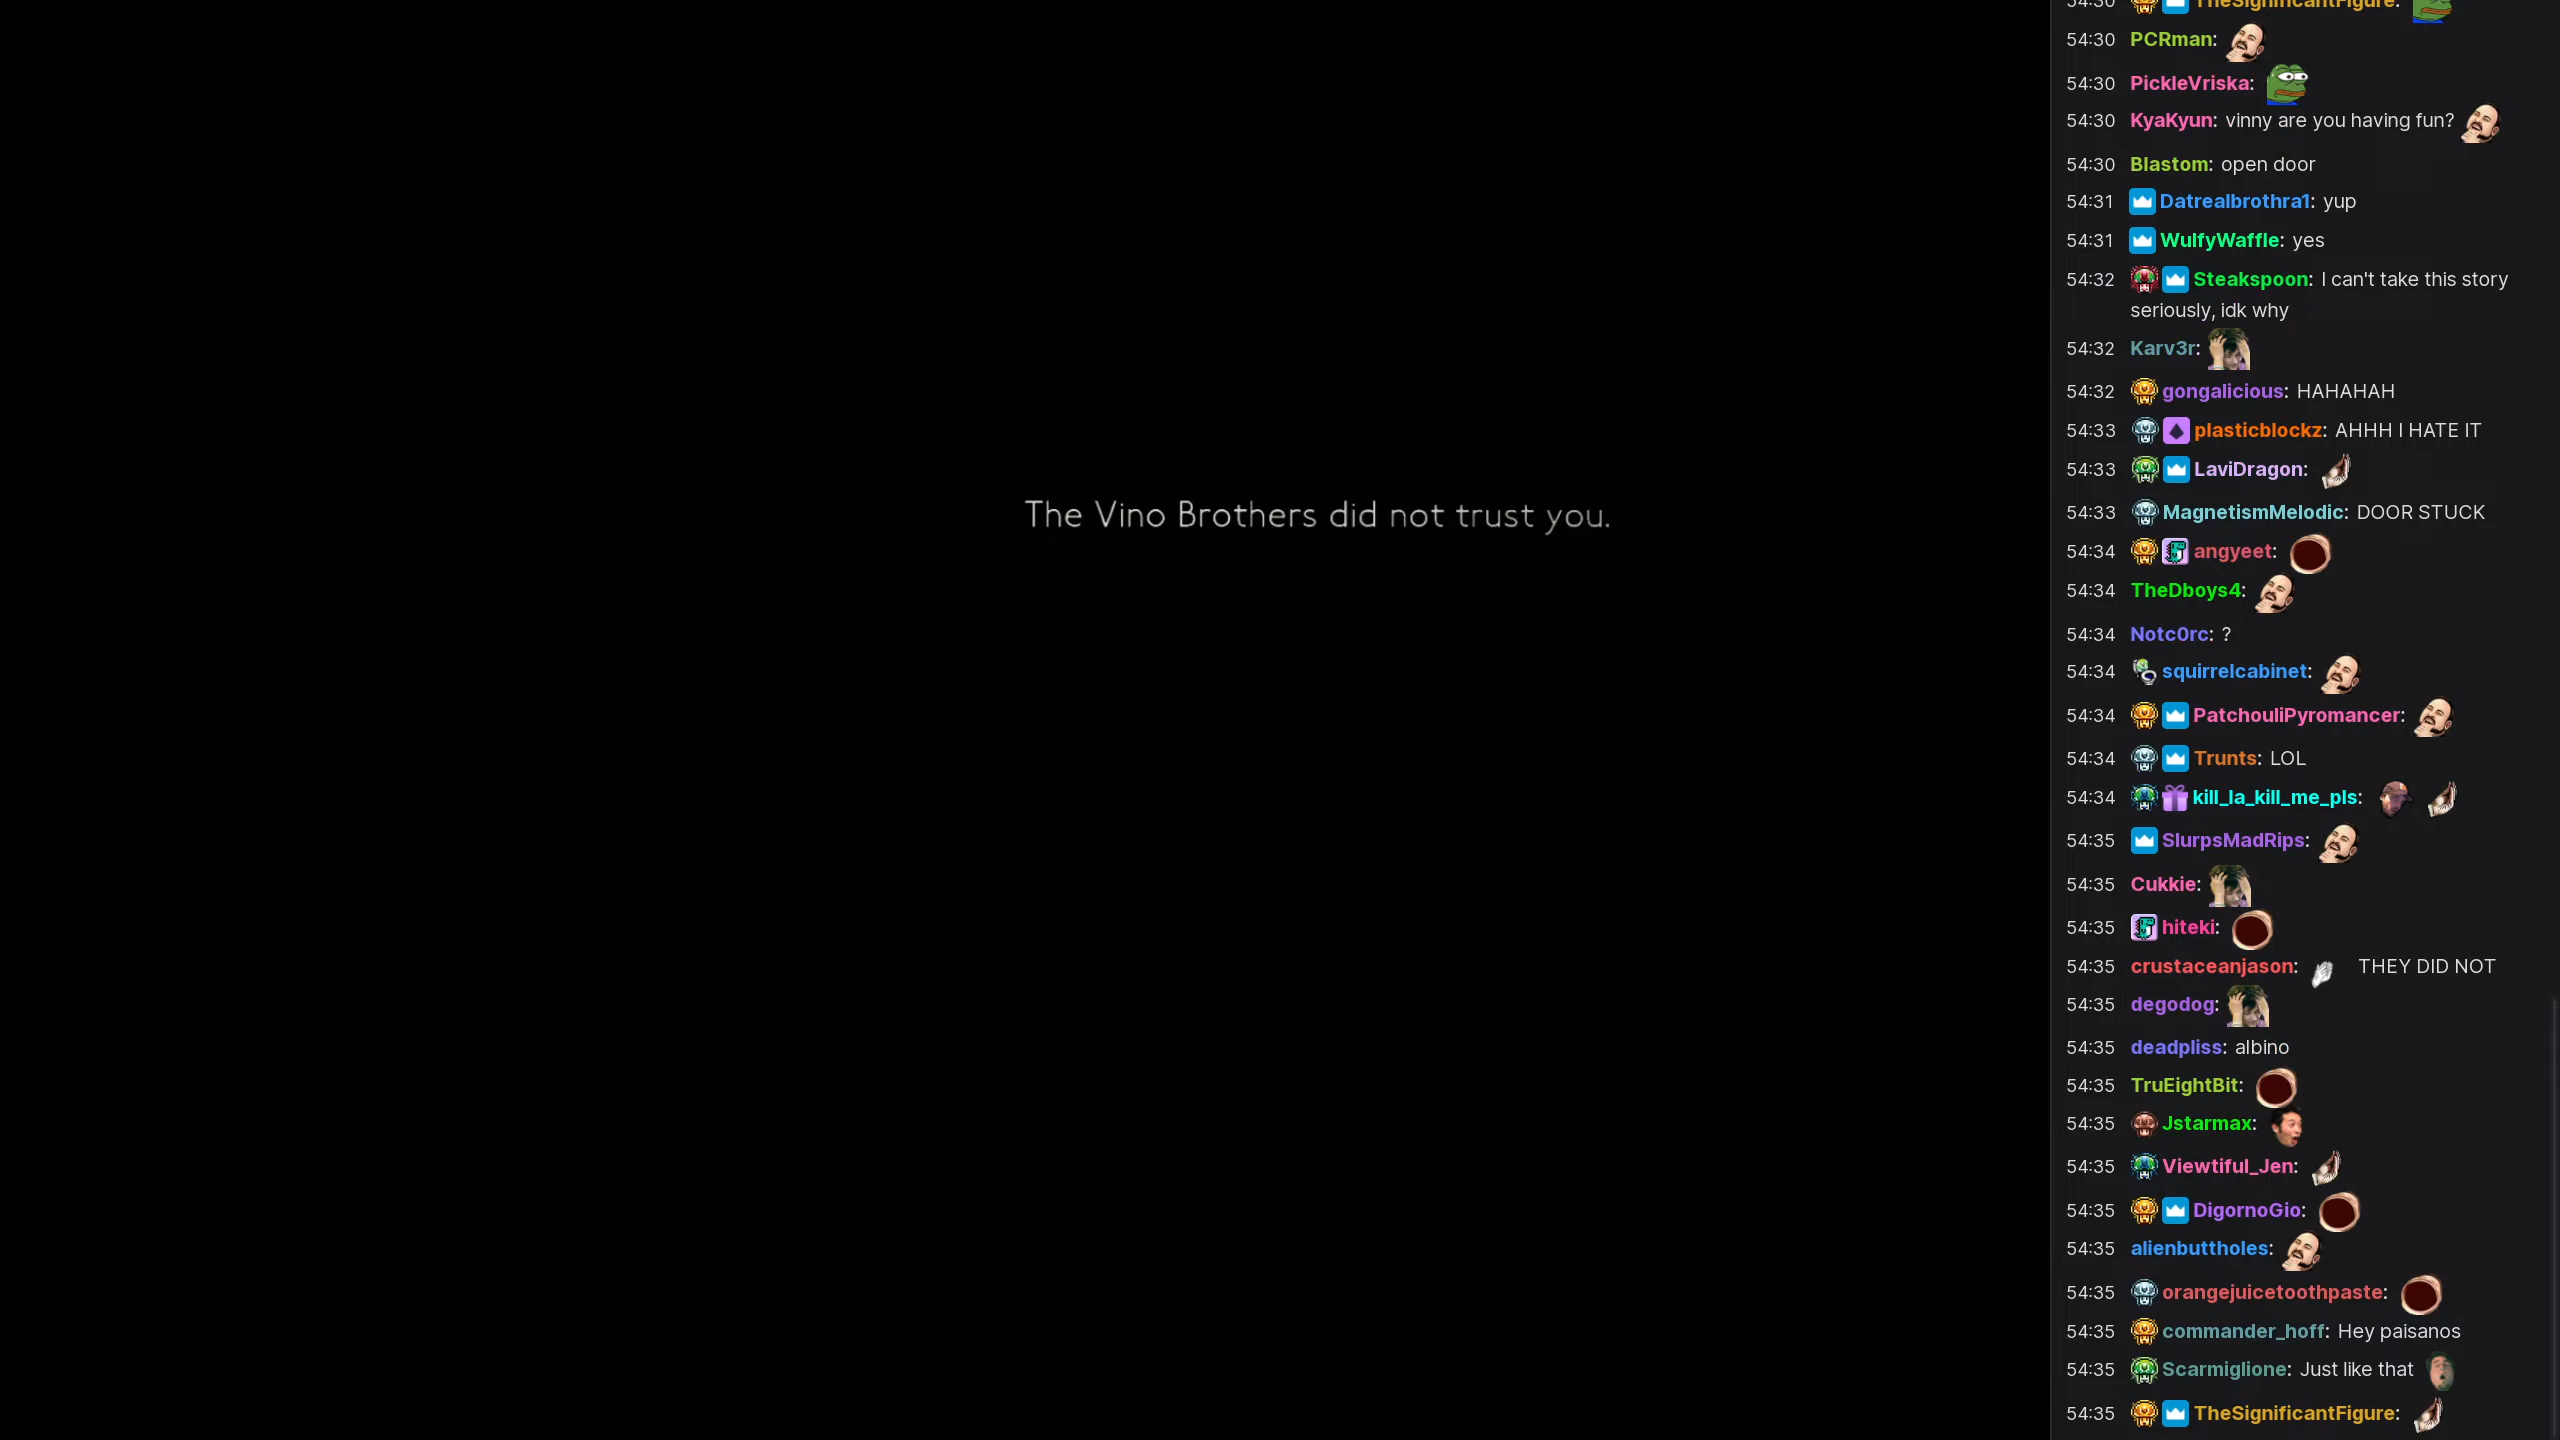 The Vino Brothers did not trust you.
54:30 TheSignificantFigure:
54:30 PCRman:
54:30 PickleVriska:
54:30 KyaKyun: vinny are you having fun?
54:30 Blastom: open door
54:31 Datrealbrothra1: yup
54:31 WulfyWaffle: yes
54:32 Steakspoon: I can't take this story
seriously, idk why
54:32 Karv3r:
54:32 gongalicious: HAHAHAH
54:33 plasticblockz: AHHH I HATE IT
54:33 LaviDragon:
54:33 MagnetismMelodic: DOOR STUCK
54:34 angyeet:
54:34 TheDboys4:
54:34 Notc0rc: ?
54:34 squirrelcabinet:
54:34 PatchouliPyromancer:
54:34 Trunts: LOL
54:34 kill_la_kill_me_pls:
54:35 SlurpsMadRips:
54:35 Cukkie:
54:35 hiteki:
54:35 crustaceanjason: THEY DID NOT
54:35 degodog:
54:35 deadpliss: albino
54:35 TruEightBit:
54:35 Jstarmax:
54:35 Viewtiful_Jen:
54:35 DigornoGio:
54:35 alienbuttholes:
54:35 orangejuicetoothpaste:
54:35 commander_hoff: Hey paisanos
54:35 Scarmiglione: Just like that
54:35 TheSignificantFigure: